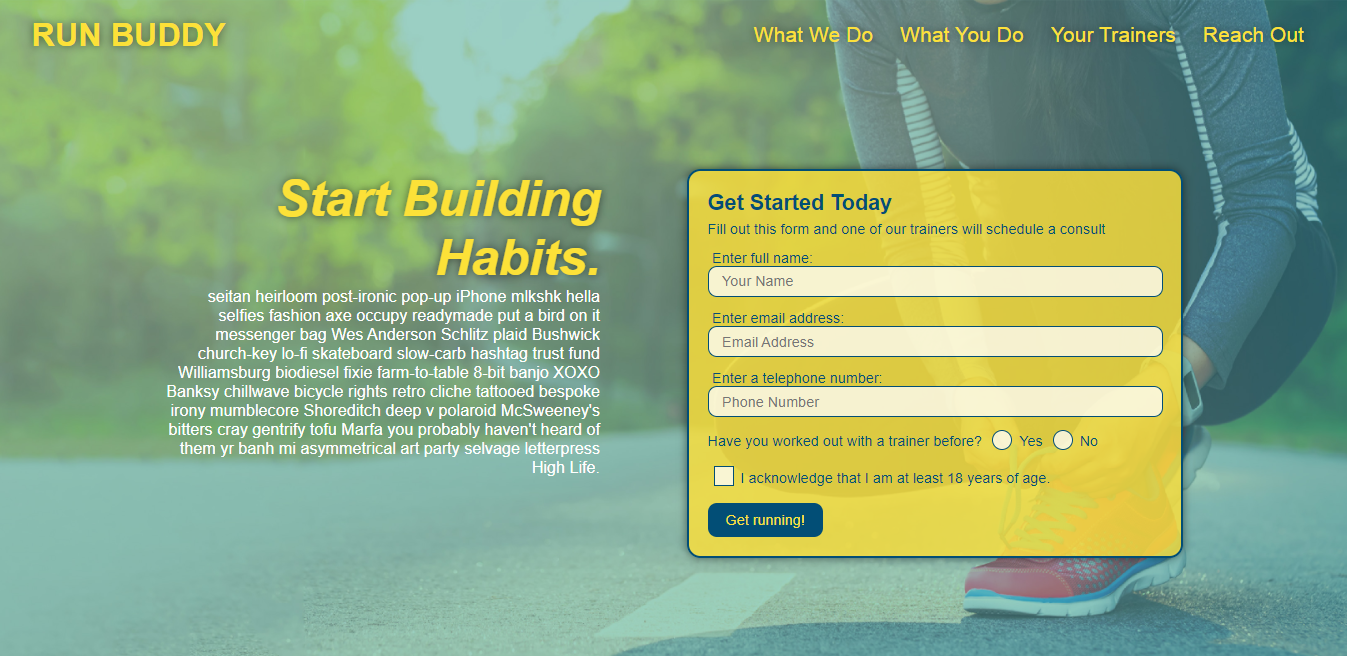 RUN BUDDY
What We Do
What You Do
Your Trainers
Reach Out
Start Building
Habits.
seitan heirloom post-ironic pop-up iPhone mlkshk hella
selfies fashion axe occupy readymade put a bird on it
messenger bag Wes Anderson Schlitz plaid Bushwick
church-key lo-fi skateboard slow-carb hashtag trust fund
Williamsburg biodiesel fixie farm-to-table 8-bit banjo XOXO
Banksy chillwave bicycle rights retro cliche tattooed bespoke
irony mumblecore Shoreditch deep v polaroid McSweeney's
bitters cray gentrify tofu Marfa you probably haven't heard of
them yr banh mi asymmetrical art party selvage letterpress
High Life.
Get Started Today
Fill out this form and one of our trainers will schedule a consult
Enter full name:
Your Name
Enter email address:
Email Address
Enter a telephone number:
Phone Number
Have you worked out with a trainer before? Yes No
I acknowledge that I am at least 18 years of age.
Get running!